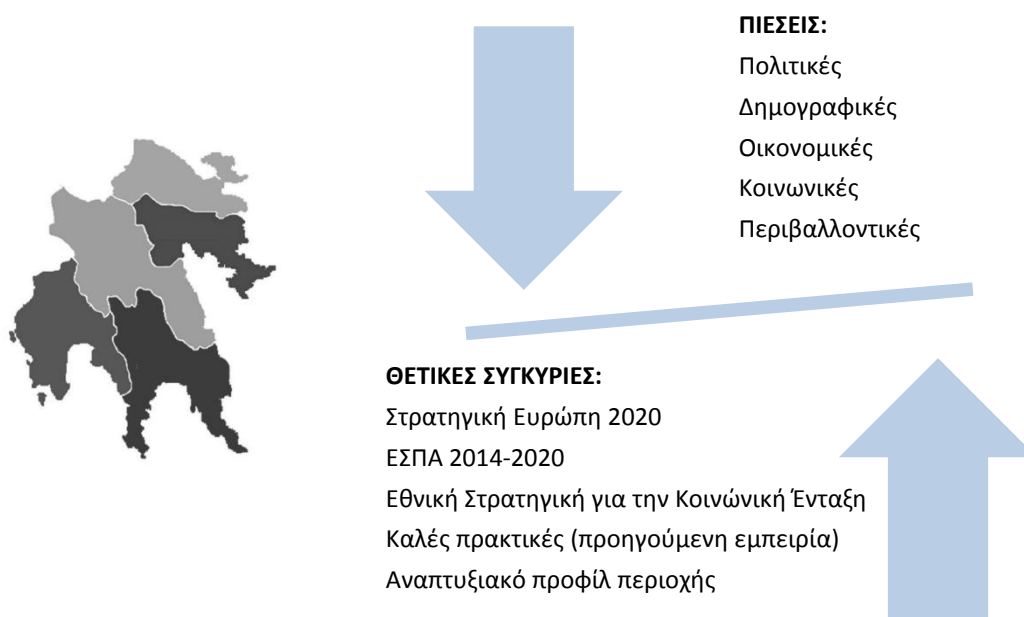 ΠΙΕΣΕΙΣ:
Πολιτικές
Δημογραφικές
Οικονομικές
Κοινωνικές
Περιβαλλοντικές
ΘΕΤΙΚΕΣ ΣΥΓΚΥΡΙΕΣ:
Στρατηγική Ευρώπη 2020
ΕΣΠΑ 2014-2020
Εθνική Στρατηγική για την Κοινώνική Ένταξη
Καλές πρακτικές (προηγούμενη εμπειρία)
Αναπτυξιακό προφίλ περιοχής